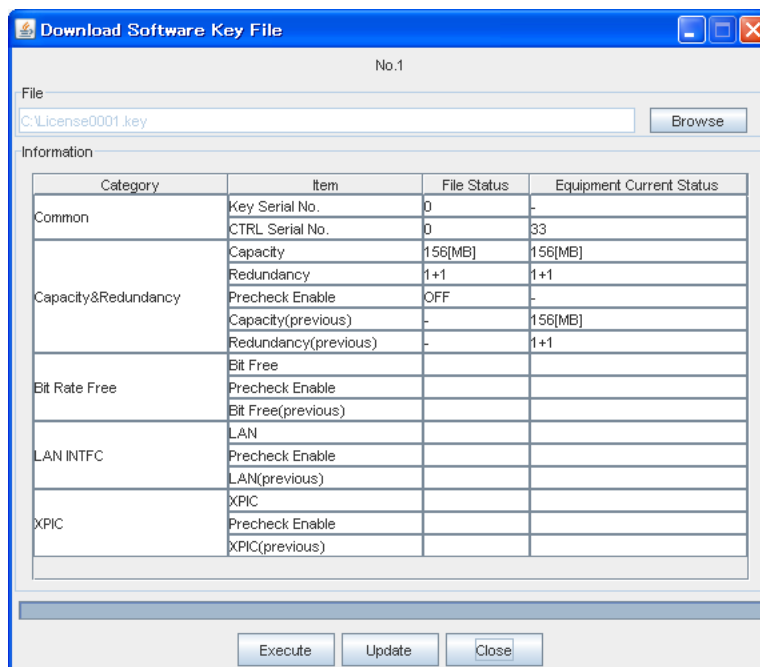 Download Software Key File
No.1
File
C:\License0001.key
Browse
Information
Category Item File Status Equipment Current Status
Common
Key Serial No. 0 -
CTRL Serial No. 0 33
Capacity&Redundancy
Capacity 156[MB] 156[MB]
Redundancy 1+1 1+1
Precheck Enable OFF -
Capacity(previous) - 156[MB]
Redundancy(previous) - 1+1
Bit Rate Free
Bit Free
Precheck Enable
Bit Free(previous)
LAN INTFC
LAN
Precheck Enable
LAN(previous)
XPIC
XPIC
Precheck Enable
XPIC(previous)
Execute Update Close